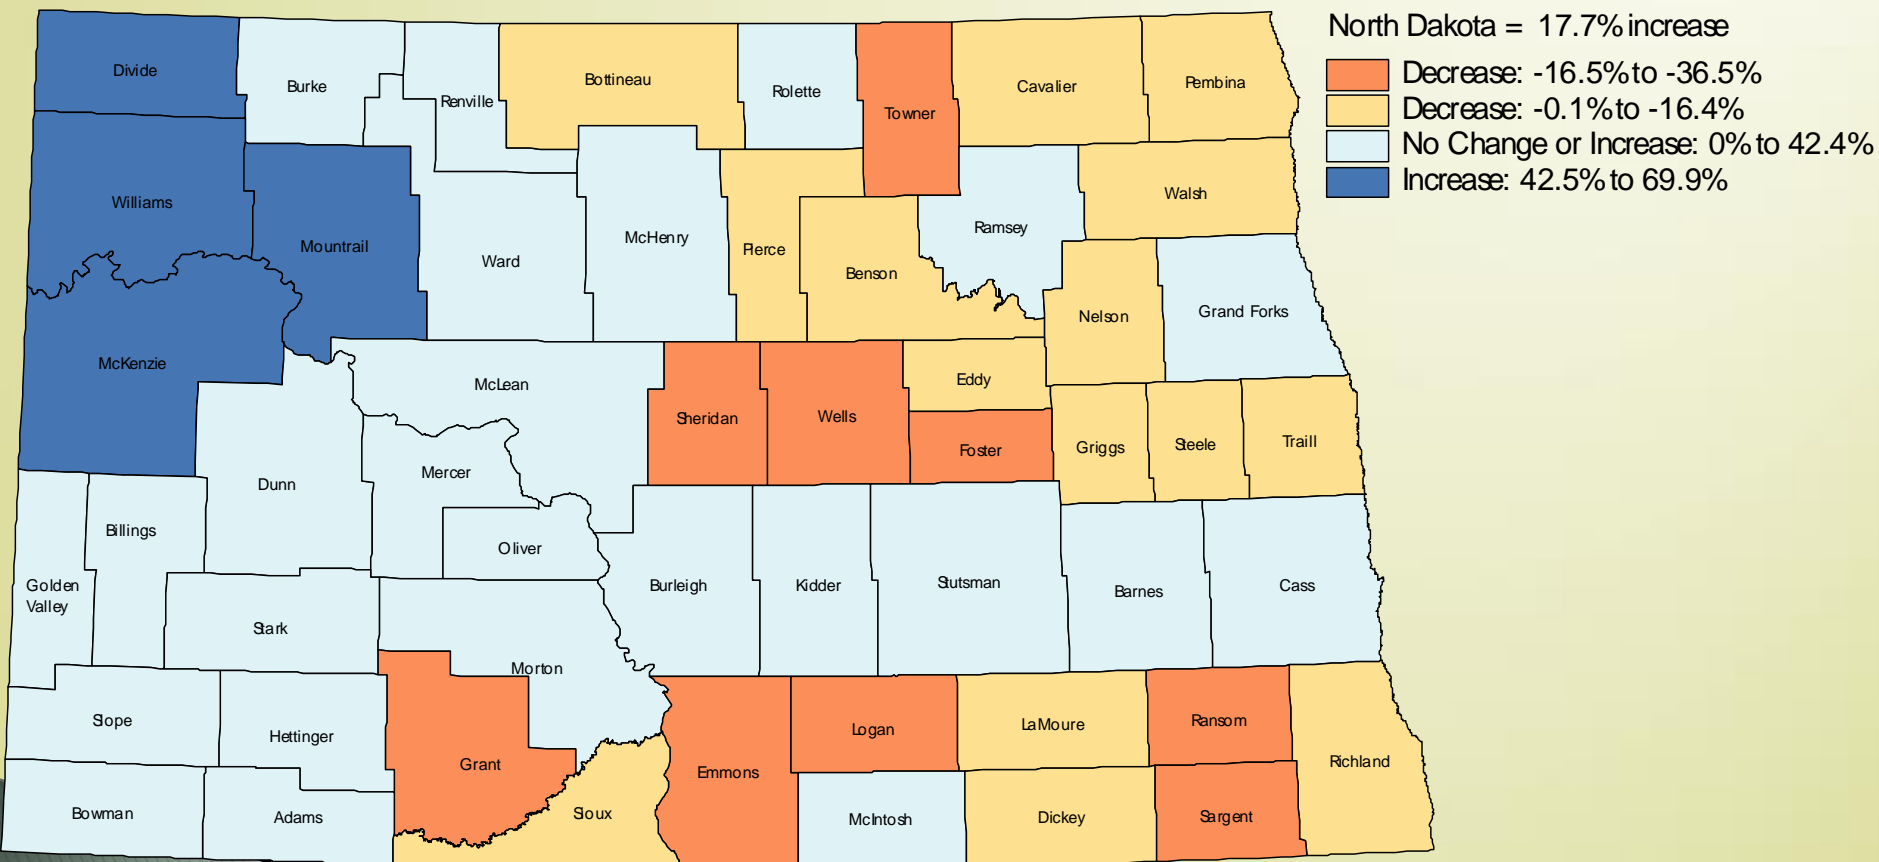 North Dakota = 17.7% increase
Decrease: -16.5% to -36.5%
Decrease: -0.1% to -16.4%
No Change or Increase: 0% to 42.4%
Increase: 42.5% to 69.9%
Divide
Burke
Renville
Bottineau
Rolette
Towner
Cavalier
Pembina
Williams
Mountrail
Ward
McHenry
Pierce
Benson
Ramsey
Walsh
Nelson
Grand Forks
McKenzie
McLean
Sheridan
Wells
Eddy
Foster
Griggs
Steele
Traill
Dunn
Mercer
Oliver
Billings
Golden
Valley
Stark
Morton
Burleigh
Kidder
Stutsman
Barnes
Cass
Slope
Hettinger
Grant
Emmons
Logan
LaMoure
Ransom
Richland
Bowman
Adams
Sioux
McIntosh
Dickey
Sargent